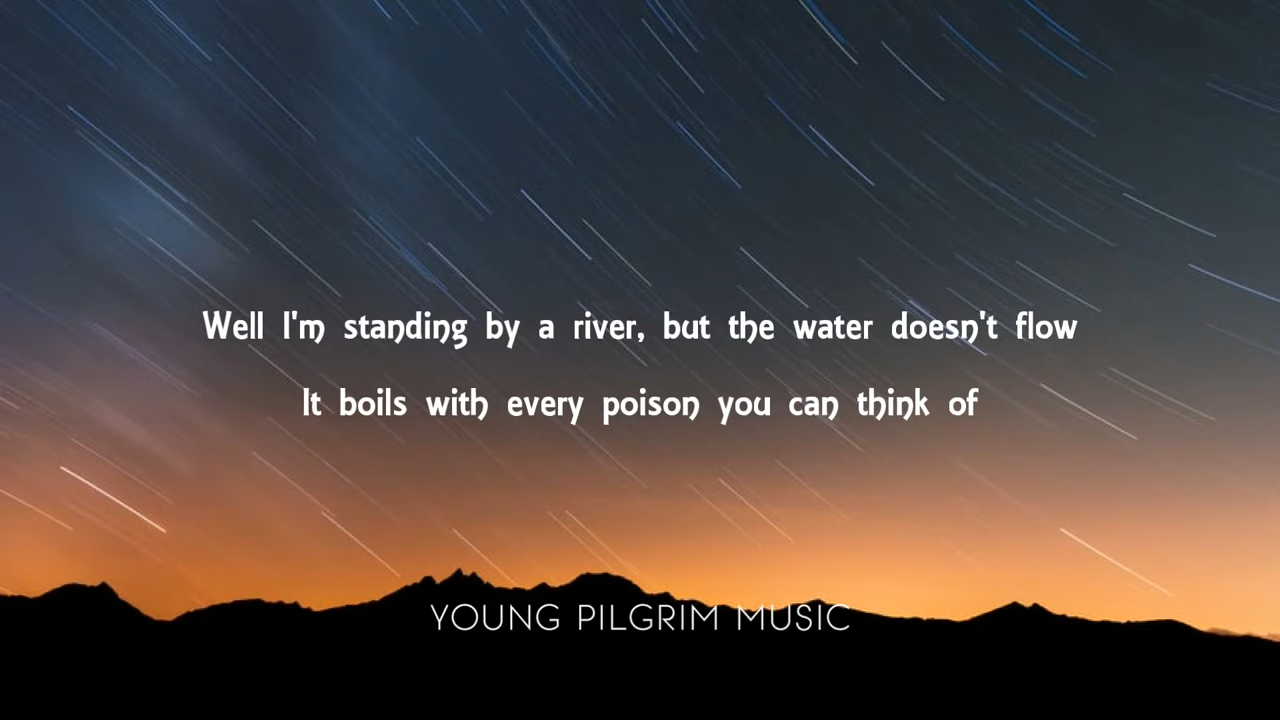 Well I'm standing by a river, but the water doesn't flow
It boils with every poison you can think of
YOUNG PILGRIM MUSIC